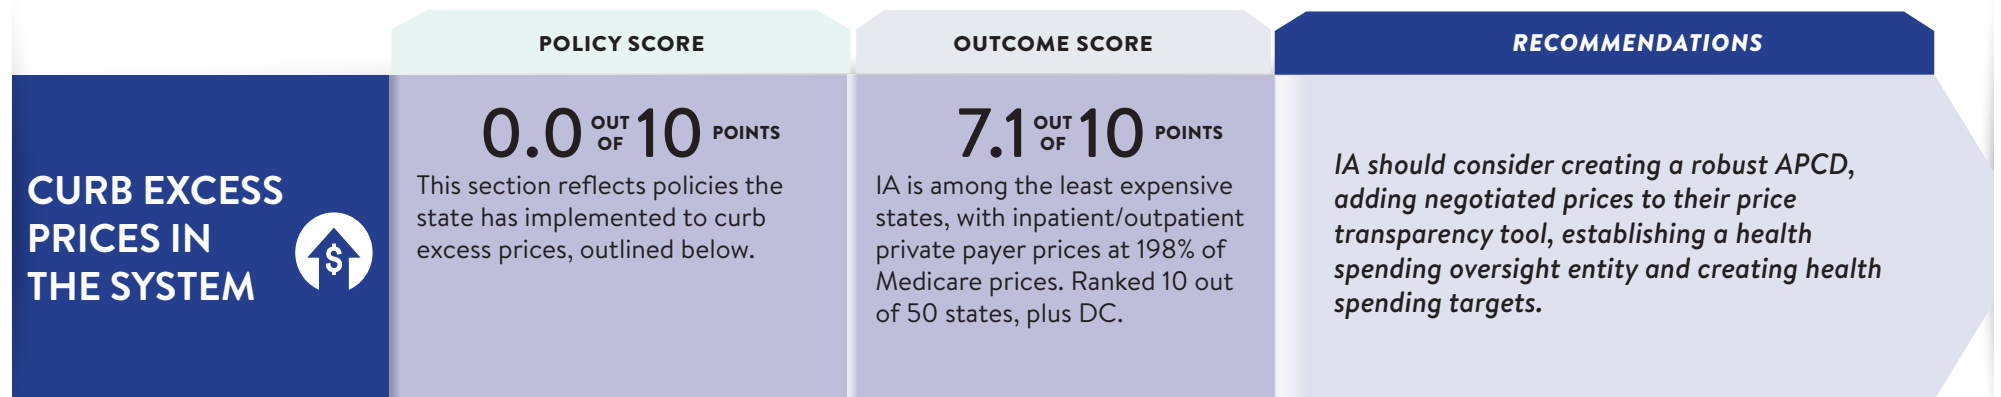 POLICY SCORE
OUTCOME SCORE
RECOMMENDATIONS
CURB EXCESS
PRICES IN
THE SYSTEM
$
0.0 OUT OF 10 POINTS
This section reflects policies the
state has implemented to curb
excess prices, outlined below.
7.1 OUT OF 10 POINTS
IA is among the least expensive
states, with inpatient/outpatient
private payer prices at 198% of
Medicare prices. Ranked 10 out
of 50 states, plus DC.
IA should consider creating a robust APCD,
adding negotiated prices to their price
transparency tool, establishing a health
spending oversight entity and creating health
spending targets.